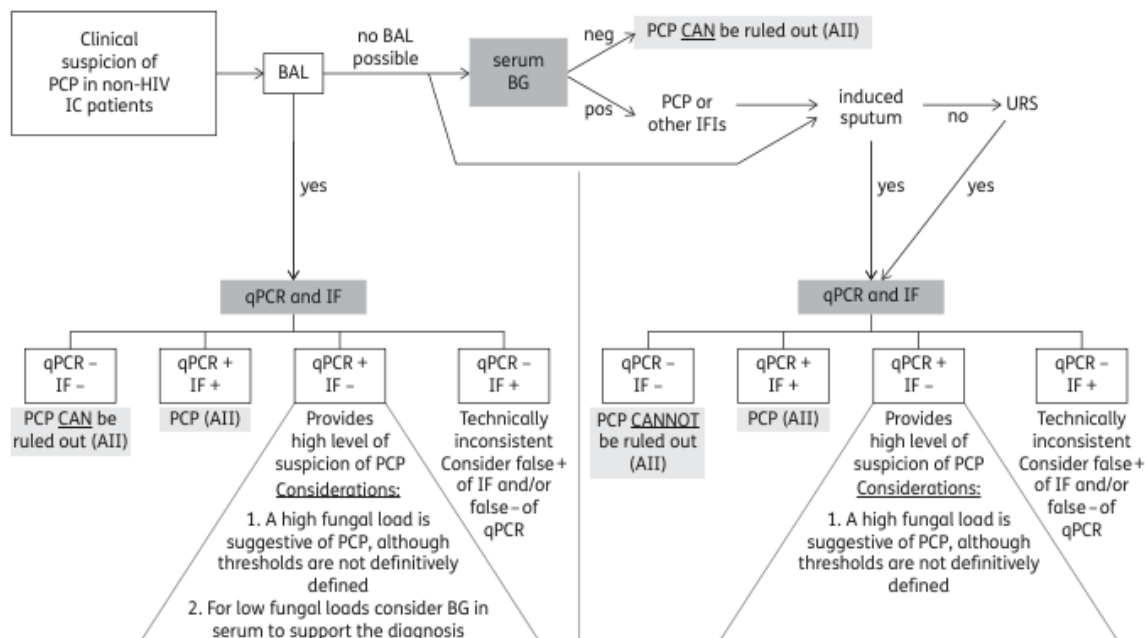 Clinical
suspicion of
PCP in non-HIV
IC patients
BAL
no BAL
possible
serum
BG
neg
PCP CAN be ruled out (AII)
pos
PCP or
other IFIs
induced
sputum
no
URS
yes
yes
yes
qPCR and IF
qPCR –
IF –
PCP CAN be
ruled out (AII)
qPCR +
IF +
PCP (AII)
qPCR +
IF –
Provides
high level of
suspicion of PCP
Considerations:
1. A high fungal load is
suggestive of PCP, although
thresholds are not definitively
defined
2. For low fungal loads consider BG in
serum to support the diagnosis
qPCR –
IF +
Technically
inconsistent
Consider false+
of IF and/or
false–of
qPCR
qPCR and IF
qPCR –
IF –
PCP CANNOT
be ruled out
(AII)
qPCR +
IF +
PCP (AII)
qPCR +
IF –
Provides
high level of
suspicion of PCP
Considerations:
1. A high fungal load is
suggestive of PCP, although
thresholds are not definitively
defined
qPCR –
IF +
Technically
inconsistent
Consider false+
of IF and/or
false–of
qPCR